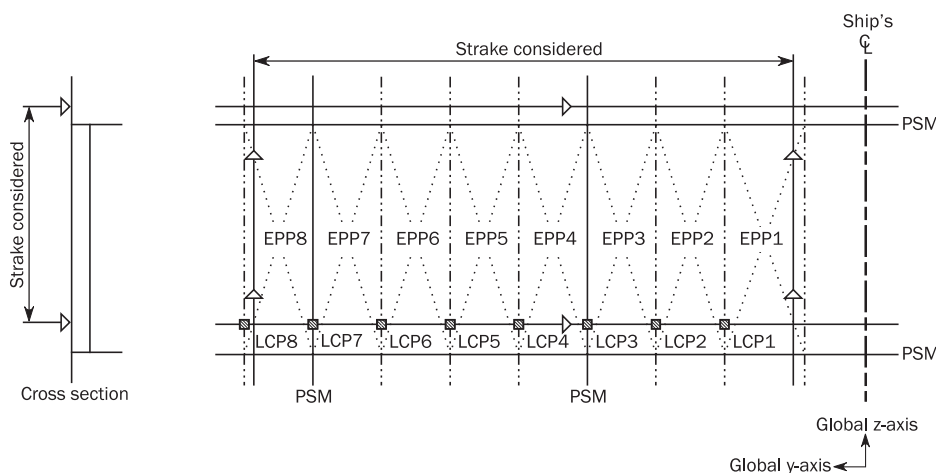 Ship's
℄
Strake considered
PSM
Strake considered
EPP8 EPP7 EPP6 EPP5 EPP4 EPP3 EPP2 EPP1
LCP8 LCP7 LCP6 LCP5 LCP4 LCP3 LCP2 LCP1
PSM
Cross section
PSM
PSM
Global z-axis
Global y-axis